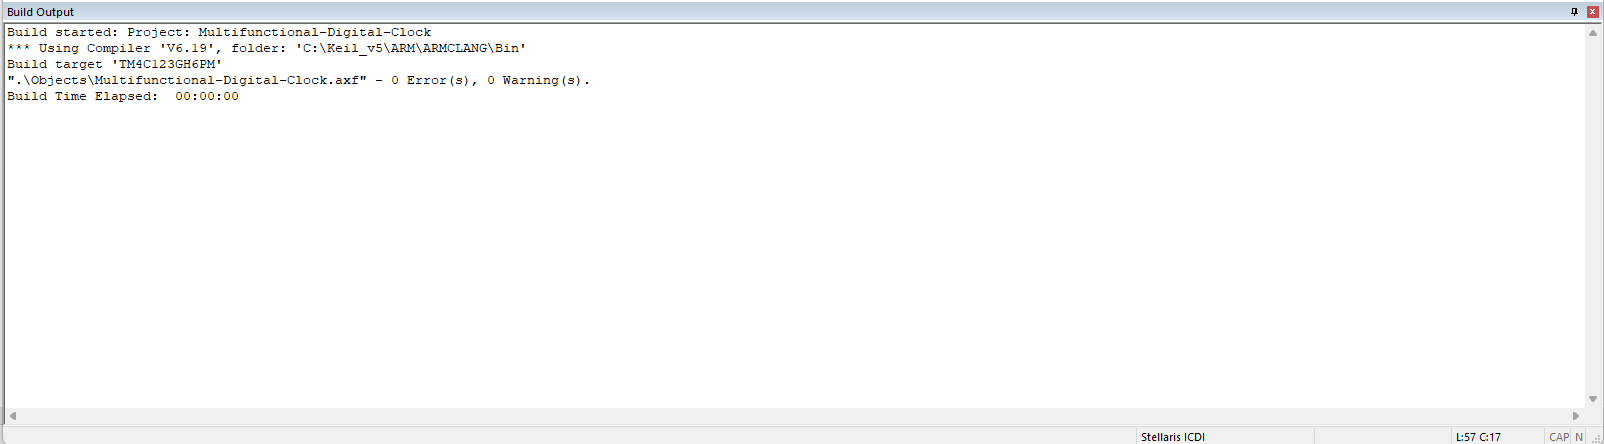 Build Output
Build started: Project: Multifunctional-Digital-Clock
*** Using Compiler 'V6.19', folder: 'C:\Keil_v5\ARM\ARMCLANG\Bin'
Build target 'TM4C123GH6PM'
".\Objects\Multifunctional-Digital-Clock.axf" - 0 Error(s), 0 Warning(s).
Build Time Elapsed:  00:00:00
Stellaris ICDI L:57 C:17 CAP N